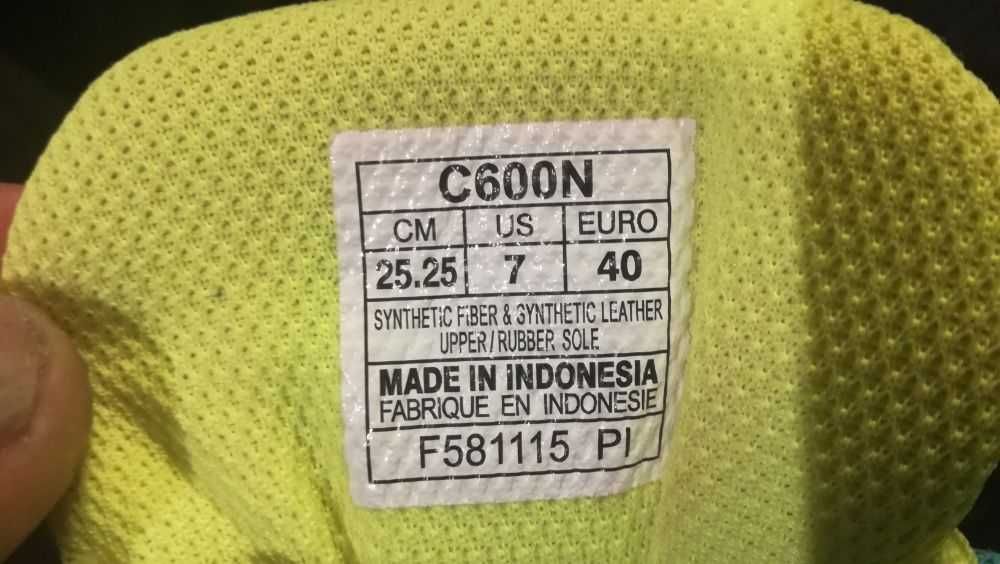 C600N
CM US EURO
25.25 7 40
SYNTHETIC FIBER & SYNTHETIC LEATHER
UPPER/RUBBER SOLE
MADE IN INDONESIA
FABRIQUE EN INDONESIE
F581115 PI